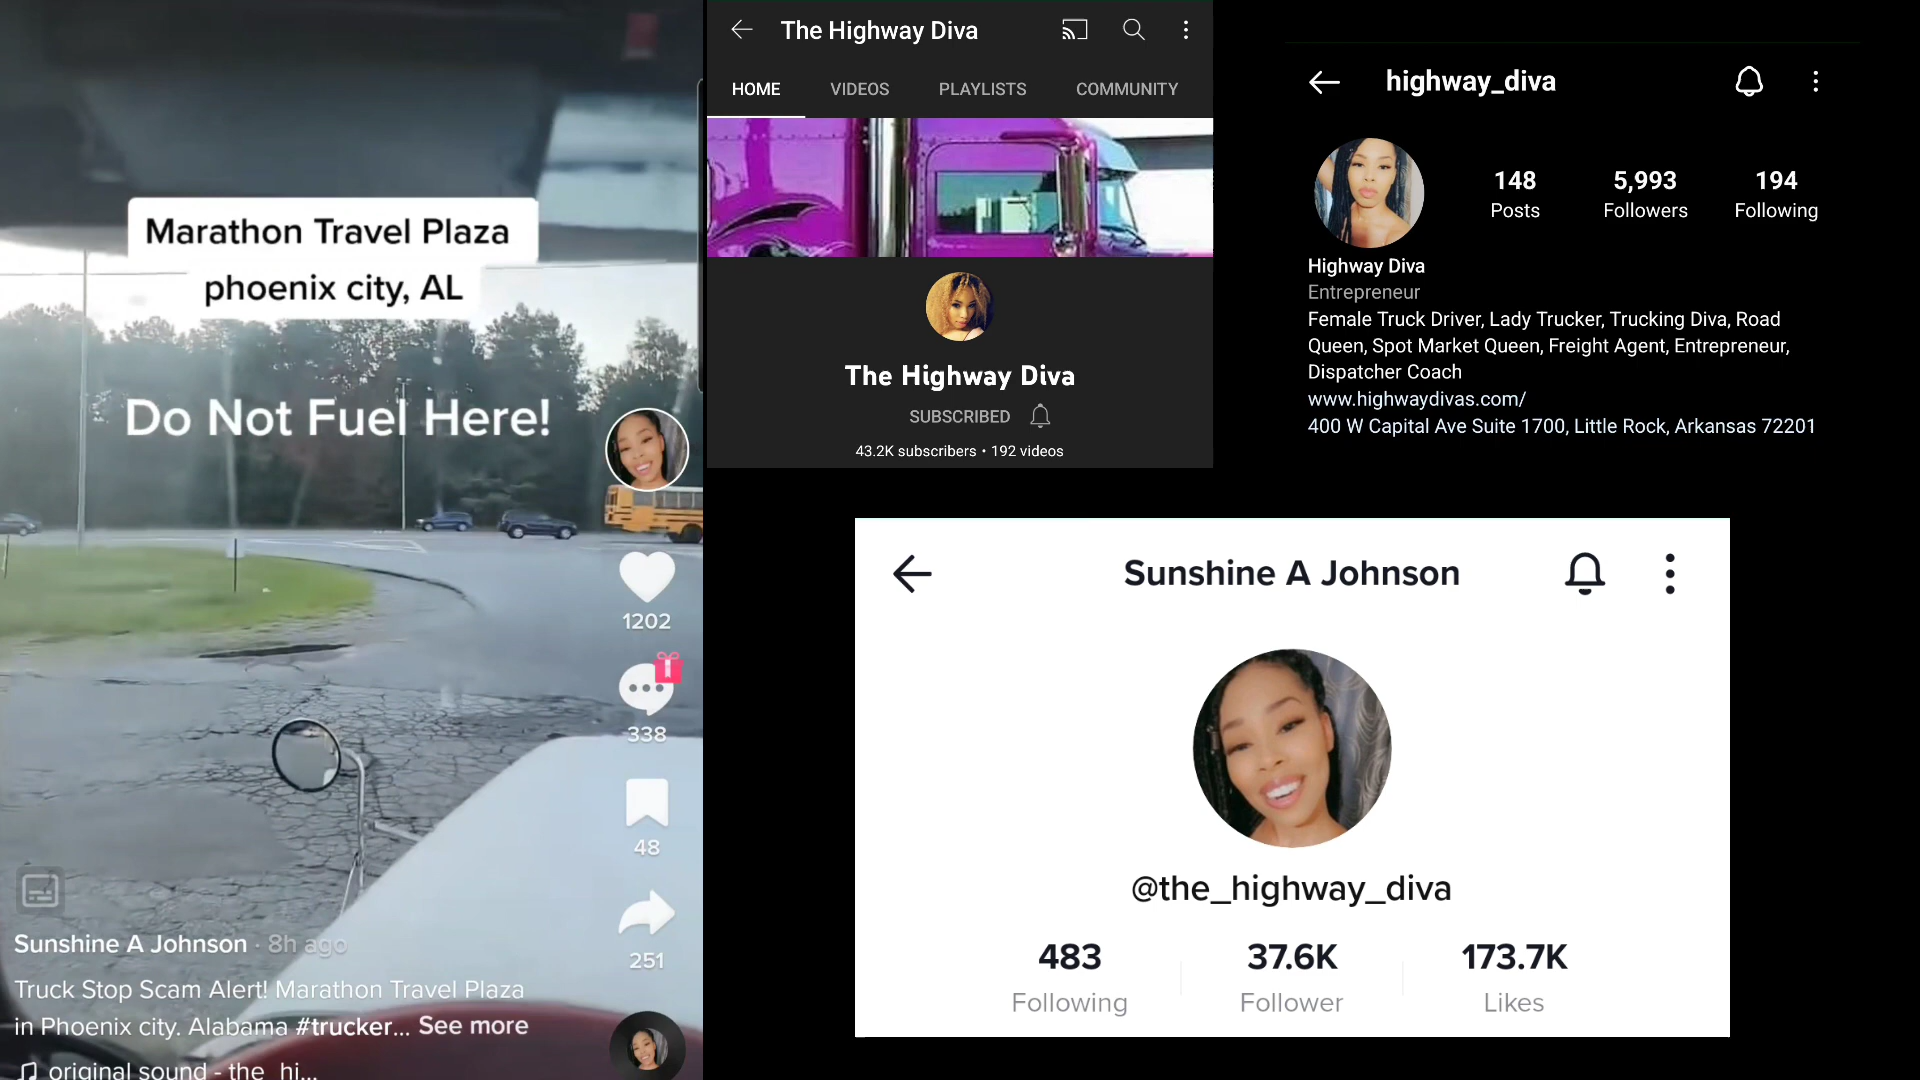 Marathon Travel Plaza
phoenix city, AL
Do Not Fuel Here!
1202
338
48
251
Sunshine A Johnson · 8h ago
Truck Stop Scam Alert! Marathon Travel Plaza
in Phoenix city. Alabama #trucker... See more
original sound - the_hi...
The Highway Diva
HOME VIDEOS PLAYLISTS COMMUNITY
The Highway Diva
SUBSCRIBED
43.2K subscribers • 192 videos
highway_diva
148 5,993 194
Posts Followers Following
Highway Diva
Entrepreneur
Female Truck Driver, Lady Trucker, Trucking Diva, Road
Queen, Spot Market Queen, Freight Agent, Entrepreneur,
Dispatcher Coach
www.highwaydivas.com/
400 W Capital Ave Suite 1700, Little Rock, Arkansas 72201
Sunshine A Johnson
@the_highway_diva
483 37.6K 173.7K
Following Follower Likes